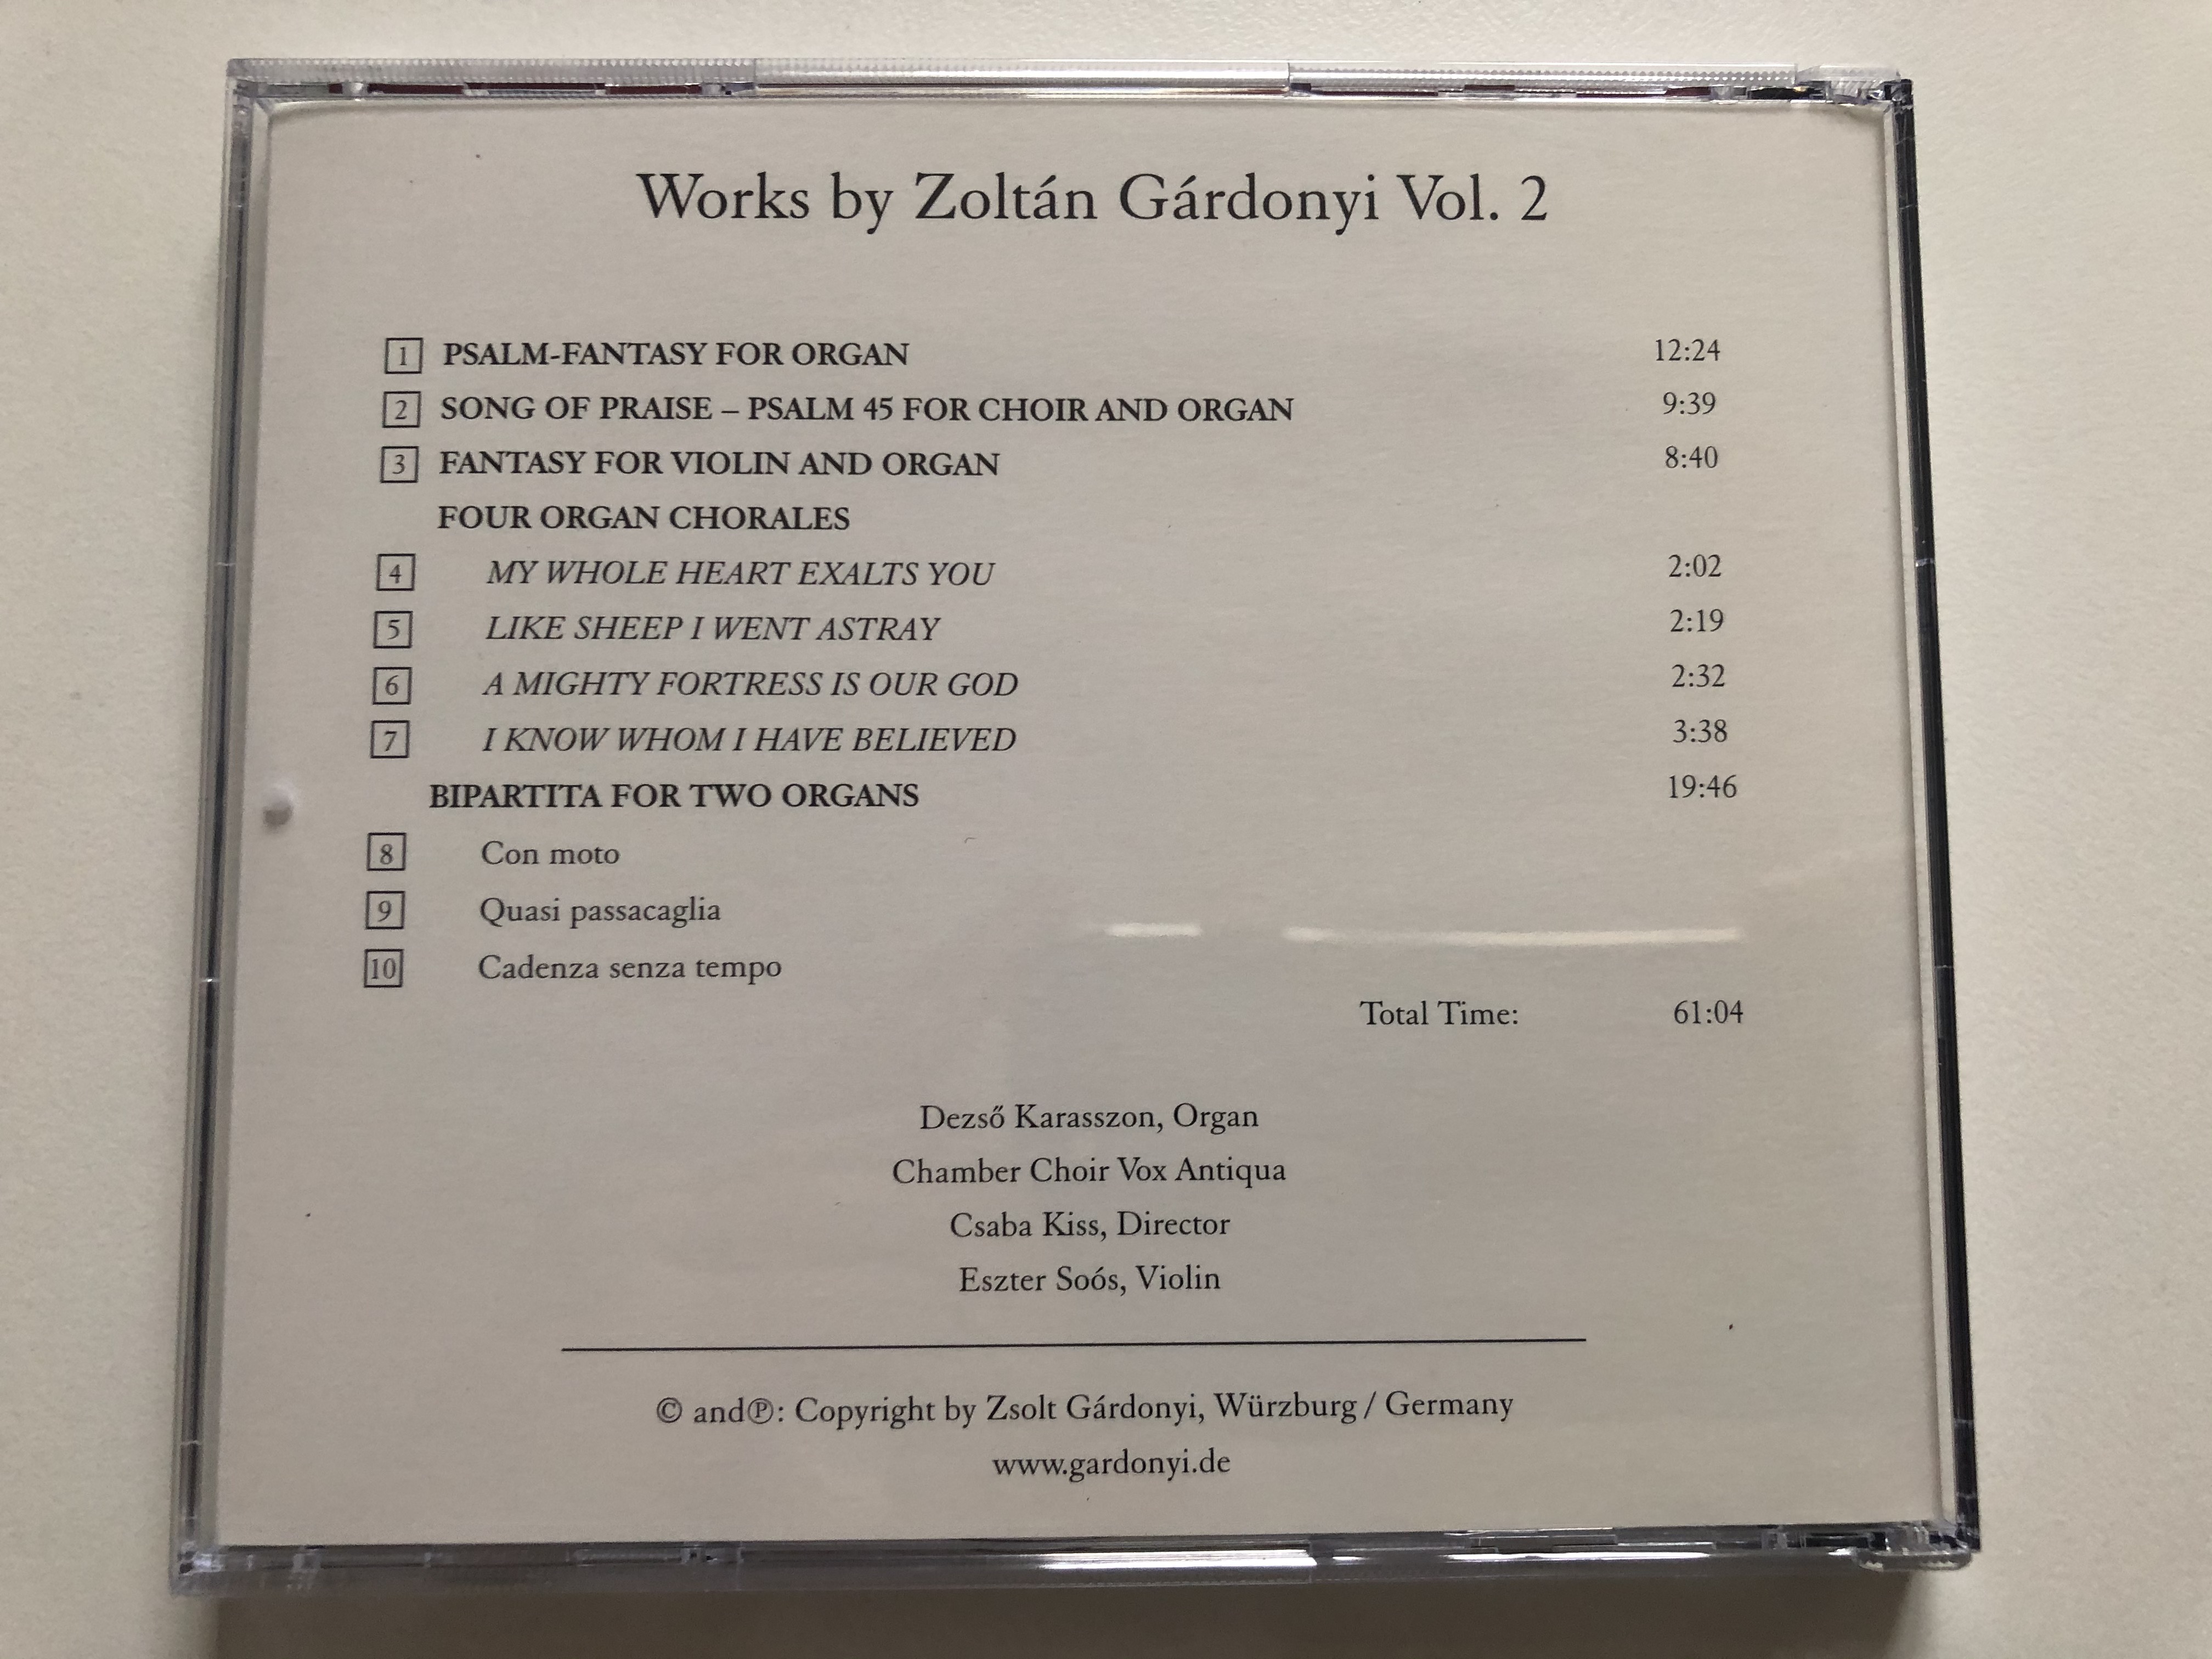 Works by Zoltán Gárdonyi Vol. 2
1 PSALM-FANTASY FOR ORGAN 12:24
2 SONG OF PRAISE – PSALM 45 FOR CHOIR AND ORGAN 9:39
3 FANTASY FOR VIOLIN AND ORGAN 8:40
FOUR ORGAN CHORALES
4 MY WHOLE HEART EXALTS YOU 2:02
5 LIKE SHEEP I WENT ASTRAY 2:19
6 A MIGHTY FORTRESS IS OUR GOD 2:32
7 I KNOW WHOM I HAVE BELIEVED 3:38
BIPARTITA FOR TWO ORGANS 19:46
8 Con moto
9 Quasi passacaglia
10 Cadenza senza tempo
Total Time: 61:04
Dezső Karasszon, Organ
Chamber Choir Vox Antiqua
Csaba Kiss, Director
Eszter Soós, Violin
© and℗: Copyright by Zsolt Gárdonyi, Würzburg / Germany
www.gardonyi.de